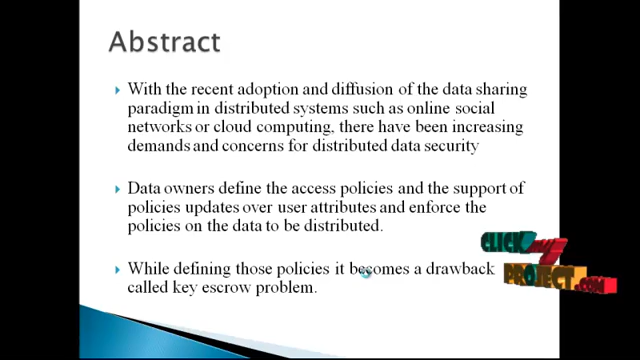 Abstract
With the recent adoption and diffusion of the data sharing
paradigm in distributed systems such as online social
networks or cloud computing, there have been increasing
demands and concerns for distributed data security
Data owners define the access policies and the support of
policies updates over user attributes and enforce the
policies on the data to be distributed.
While defining those policies it becomes a drawback
called key escrow problem.
CLICK my
PROJECT.COM